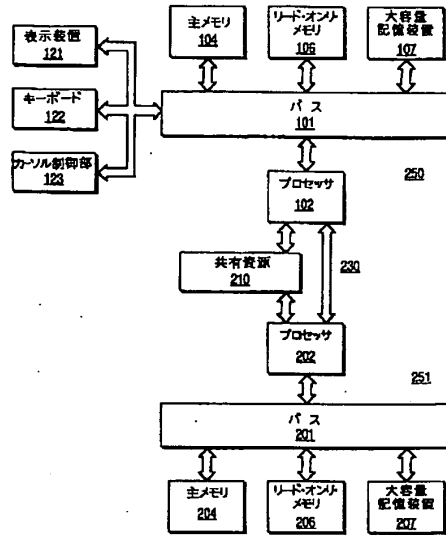 表示装置
121
キーボード
122
カーソル制御部
123
主メモリ
104
リード・オンリ
メモリ
106
大容量
記憶装置
107
バス
101
250
プロセッサ
102
共有資源
210
230
プロセッサ
202
251
バス
201
主メモリ
204
リード・オンリ
メモリ
206
大容量
記憶装置
207